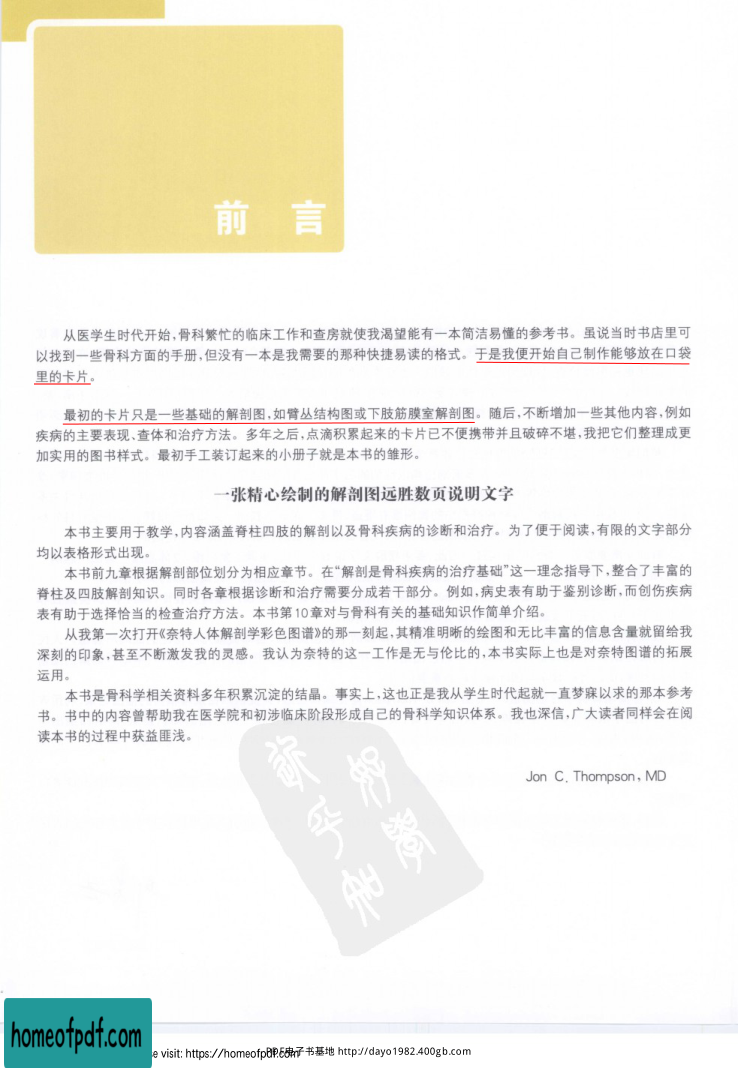 前 言
从医学生时代开始,骨科繁忙的临床工作和查房就使我渴望能有一本简洁易懂的参考书。虽说当时书店里可
以找到一些骨科方面的手册,但没有一本是我需要的那种快捷易读的格式。于是我便开始自己制作能够放在口袋
里的卡片。
最初的卡片只是一些基础的解剖图,如臂丛结构图或下肢筋膜室解剖图。随后,不断增加一些其他内容,例如
疾病的主要表现、查体和治疗方法。多年之后,点滴积累起来的卡片已不便携带并且破碎不堪,我把它们整理成更
加实用的图书样式。最初手工装订起来的小册子就是本书的雏形。
一张精心绘制的解剖图远胜数页说明文字
本书主要用于教学,内容涵盖脊柱四肢的解剖以及骨科疾病的诊断和治疗。为了便于阅读,有限的文字部分
均以表格形式出现。
本书前九章根据解剖部位划分为相应章节。在“解剖是骨科疾病的治疗基础”这一理念指导下,整合了丰富的
脊柱及四肢解剖知识。同时各章根据诊断和治疗需要分成若干部分。例如,病史表有助于鉴别诊断,而创伤疾病
表有助于选择恰当的检查治疗方法。本书第10章对与骨科有关的基础知识作简单介绍。
从我第一次打开《奈特人体解剖学彩色图谱》的那一刻起,其精准明晰的绘图和无比丰富的信息含量就留给我
深刻的印象,甚至不断激发我的灵感。我认为奈特的这一工作是无与伦比的,本书实际上也是对奈特图谱的拓展
运用。
本书是骨科学相关资料多年积累沉淀的结晶。事实上,这也正是我从学生时代起就一直梦寐以求的那本参考
书。书中的内容曾帮助我在医学院和初涉临床阶段形成自己的骨科学知识体系。我也深信,广大读者同样会在阅
读本书的过程中获益匪浅。
Jon C. Thompson, MD
好學
知
homeofpdf.com
e visit: https://homeofpdf.com
PDF电子书基地 http://dayo1982.400gb.com